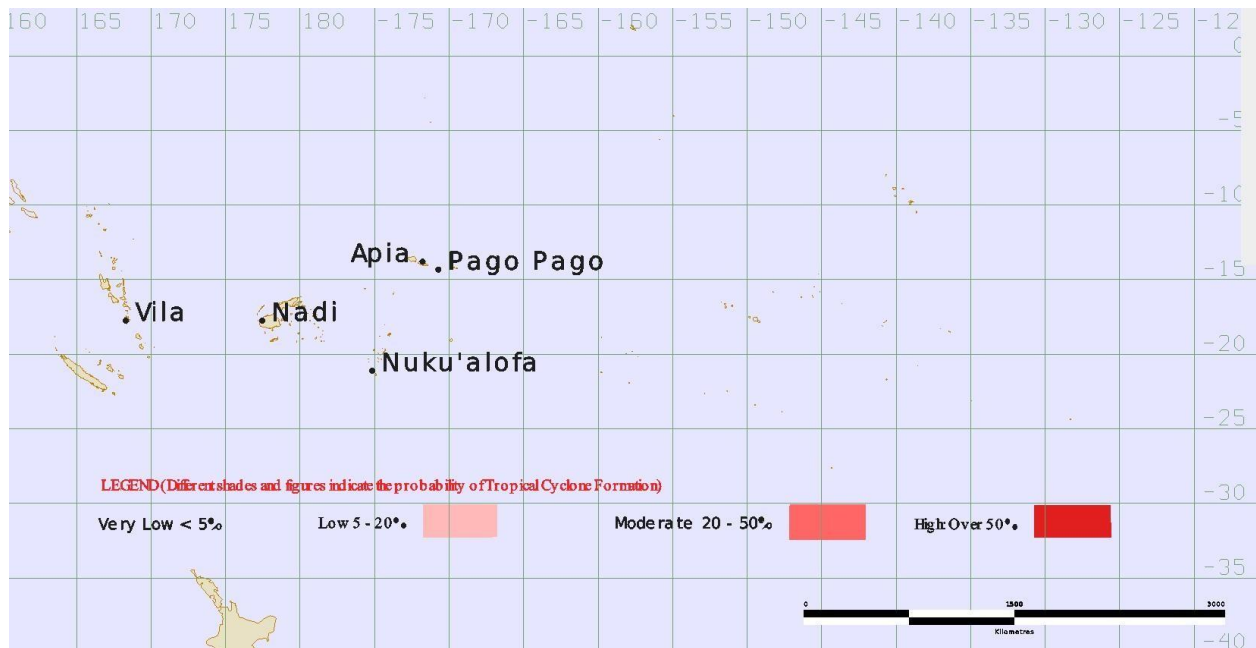 160 165 170 175 180 -175 -170 -160 -155 -150 -145 -140 -135 -130 -125 -12
0
-5
-10
Apia
Pago Pago
-15
Vila
Nadi
-20
Nuku'alofa
-25
LEGEND(Different shades and figures indicate the probability of Tropical Cyclone Formation)
-30
Very Low < 5% Low 5 - 20% Moderate 20 - 50% High: Over 50%
-35
0 1500 3000
Kilometres
-40